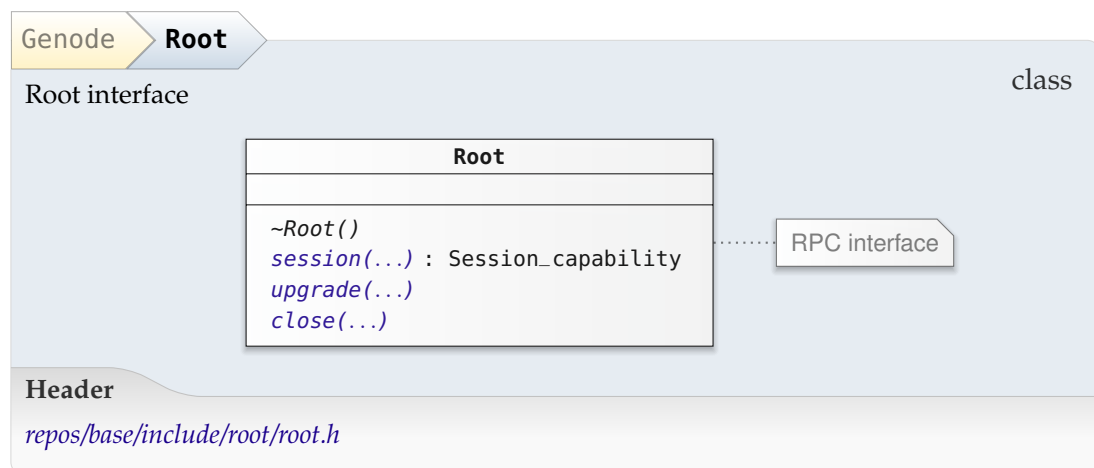 Genode Root
class
Root interface
Root
~Root()
session(...) : Session_capability
upgrade(...)
close(...)
RPC interface
Header
repos/base/include/root/root.h